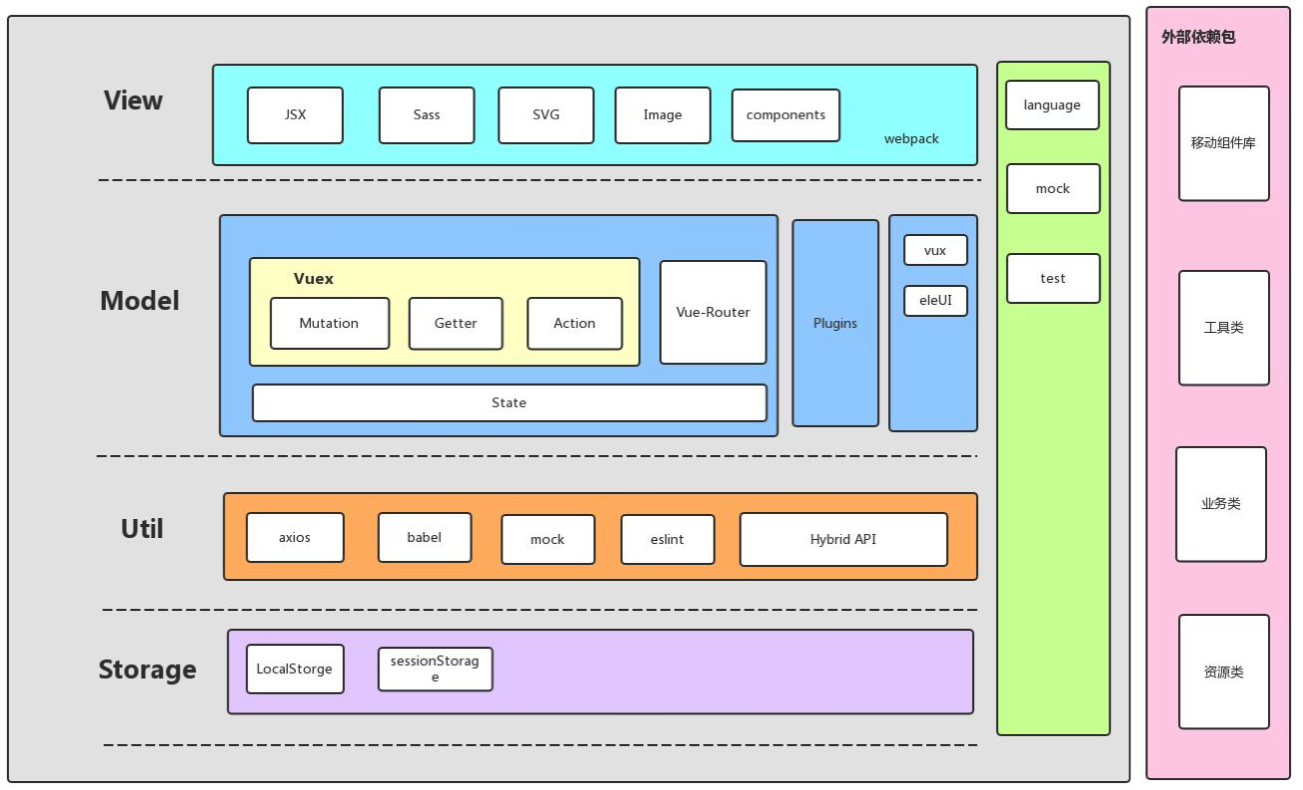 View
JSX
Sass
SVG
Image
components
webpack
Model
Vuex
Mutation
Getter
Action
Vue-Router
State
Plugins
vux
eleUI
Util
axios
babel
mock
eslint
Hybrid API
Storage
LocalStorge
sessionStorag
e
language
mock
test
外部依赖包
移动组件库
工具类
业务类
资源类